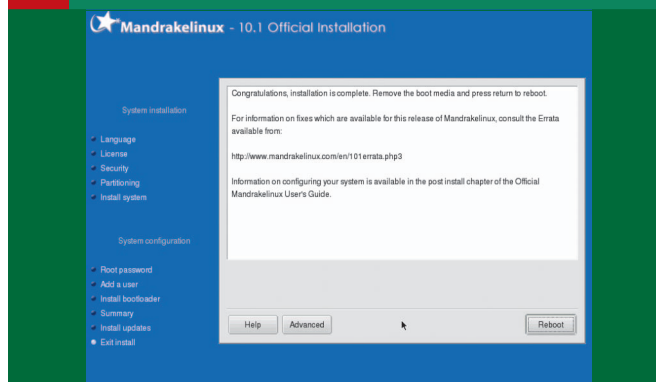 Mandrakelinux - 10.1 Official Installation
System installation
Language
License
Security
Partitioning
Install system
System configuration
Root password
Add a user
Install bootloader
Summary
Install updates
Exit install
Congratulations, installation is complete. Remove the boot media and press return to reboot.
For information on fixes which are available for this release of Mandrakelinux, consult the Errata
available from:
http://www.mandrakelinux.com/en/101errata.php3
Information on configuring your system is available in the post install chapter of the Official
Mandrakelinux User's Guide.
Help
Advanced
Reboot